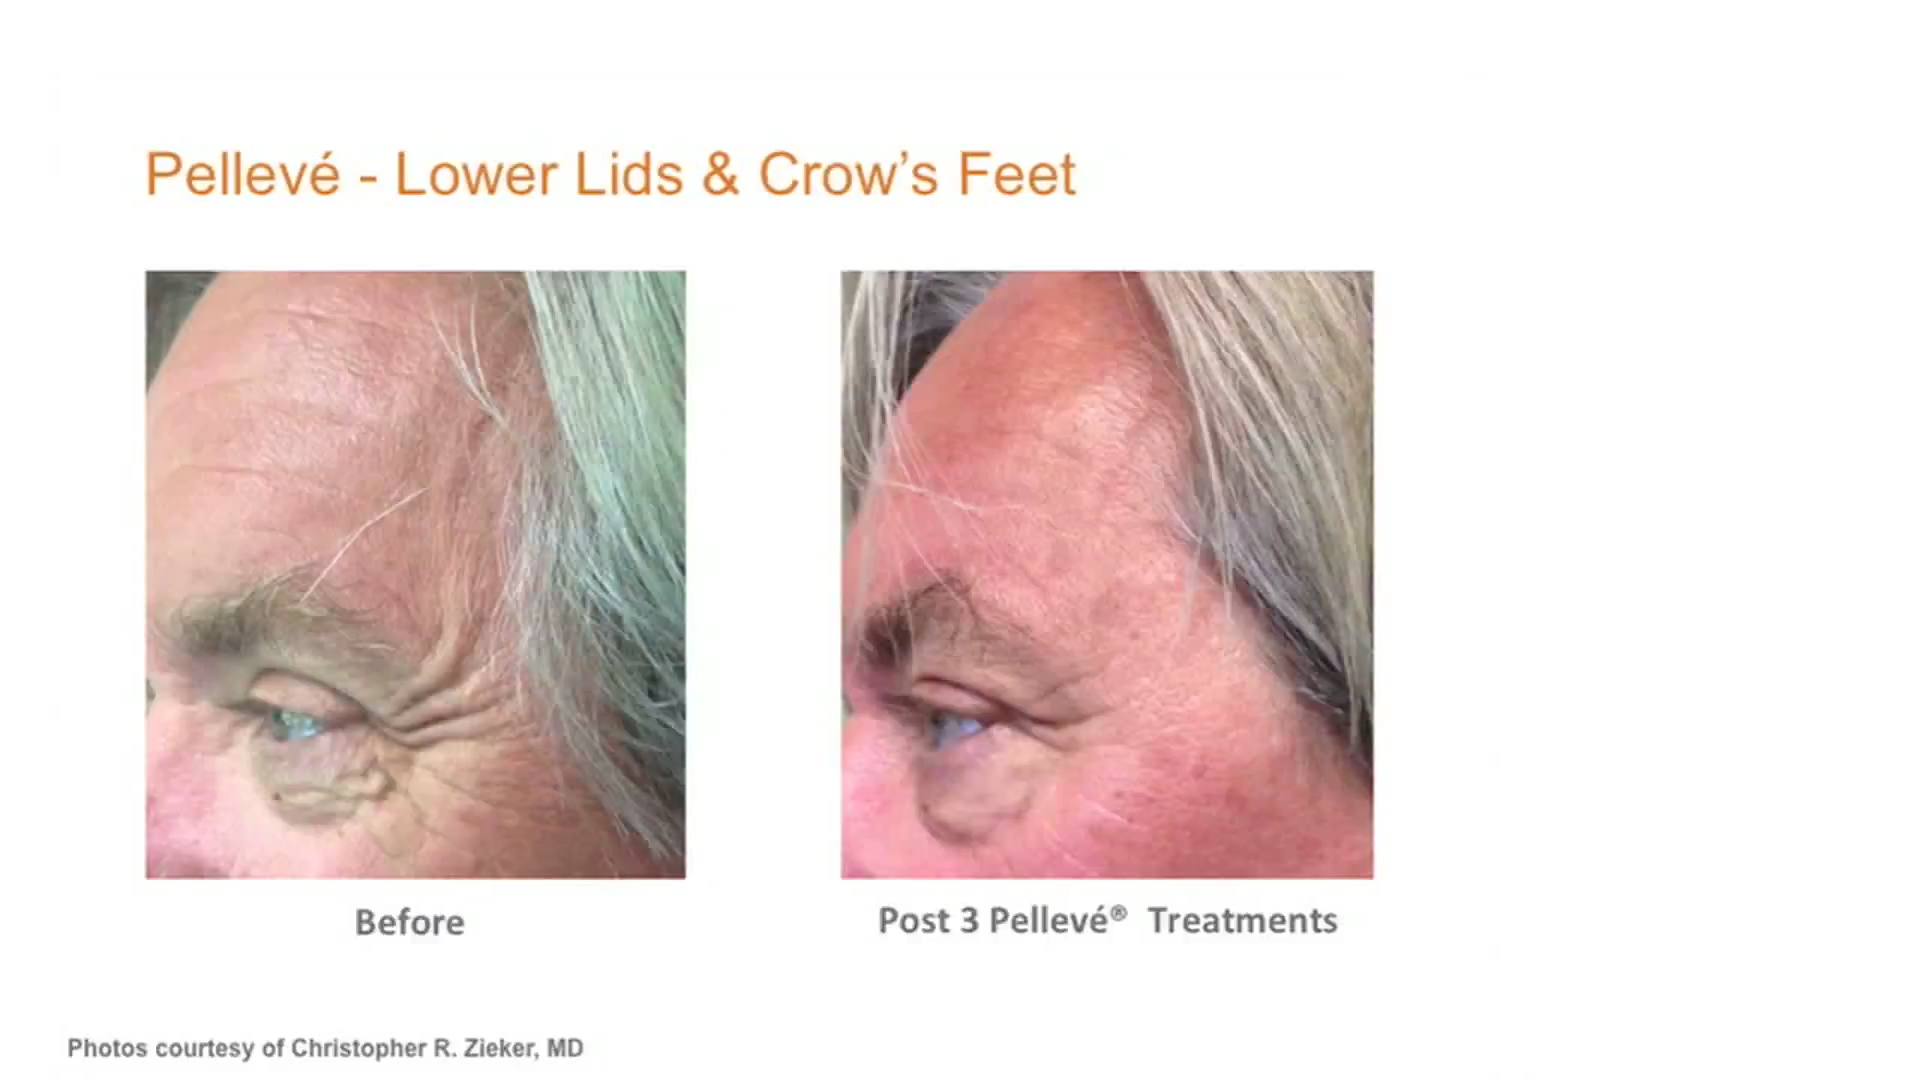 Pellevé - Lower Lids & Crow’s Feet
Before
Post 3 Pellevé® Treatments
Photos courtesy of Christopher R. Zieker, MD